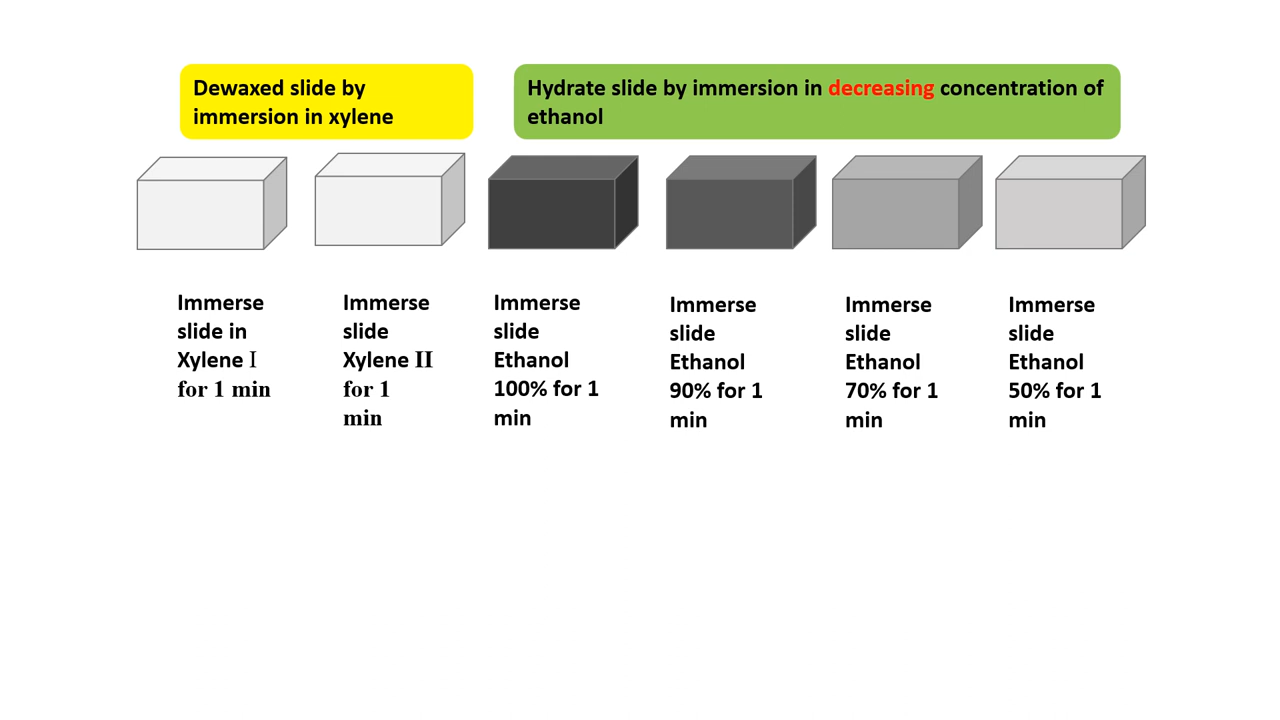 Dewaxed slide by
immersion in xylene
Hydrate slide by immersion in decreasing concentration of
ethanol
Immerse
slide in
Xylene I
for 1 min
Immerse
slide
Xylene II
for 1
min
Immerse
slide
Ethanol
100% for 1
min
Immerse
slide
Ethanol
90% for 1
min
Immerse
slide
Ethanol
70% for 1
min
Immerse
slide
Ethanol
50% for 1
min